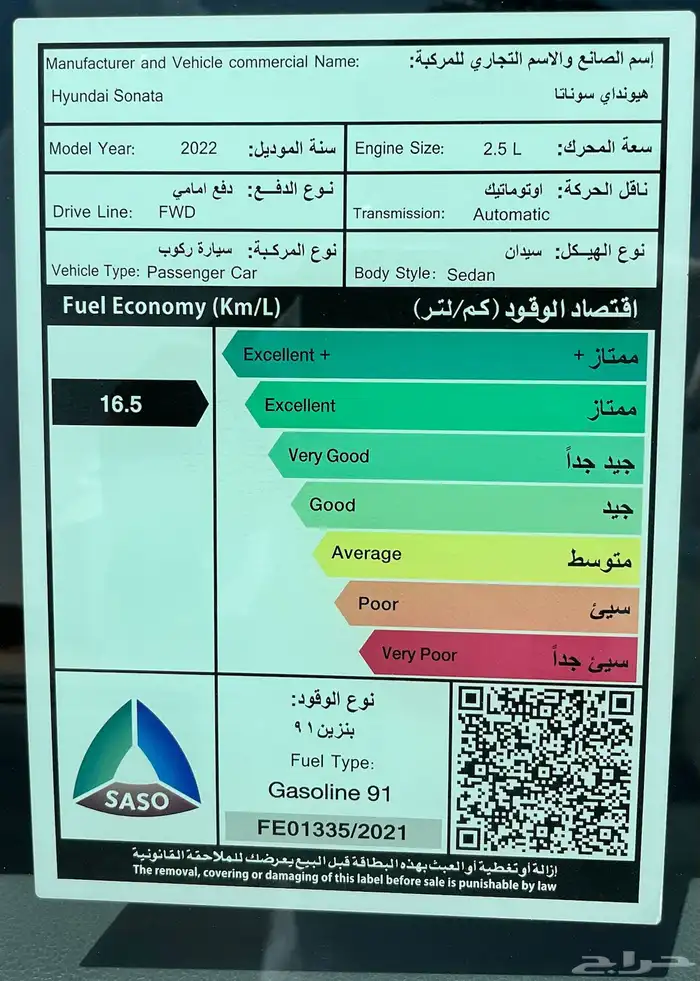 Manufacturer and Vehicle commercial Name: إسم الصانع والاسم التجاري للمركبة:
Hyundai Sonata هيونداي سوناتا
Model Year: 2022 سنة الموديل:
Engine Size: 2.5 L سعة المحرك:
نـوع الدفــع: دفع امامي
Drive Line: FWD
ناقل الحركة: اوتوماتيك
Transmission: Automatic
نوع المركـبة: سيارة ركوب
Vehicle Type: Passenger Car
نوع الهيـكل: سيدان
Body Style: Sedan
Fuel Economy (Km/L) اقتصاد الوقود (كم/لتر)
Excellent + ممتاز +
16.5
Excellent ممتاز
Very Good جيد جداً
Good جيد
Average متوسط
Poor سيئ
Very Poor سيئ جداً
SASO
نوع الوقود:
بنزين ٩١
Fuel Type:
Gasoline 91
FE01335/2021
إزالة أو تغطية أو العبث بهذه البطاقة قبل البيع يعرضك للملاحقة القانونية
The removal, covering or damaging of this label before sale is punishable by law
حراج